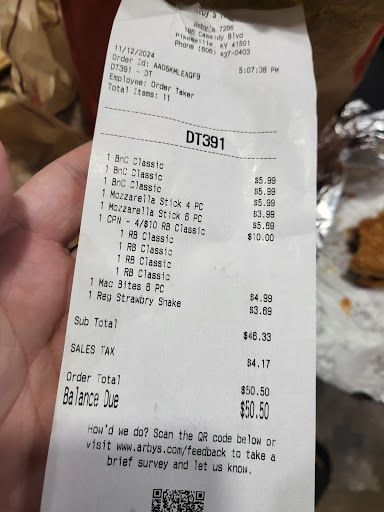 Arby's 7286
180 Cassidy Blvd
Pikeville, KY 41501
Phone (606) 437-0403
11/12/2024 5:07:38 PM
Order Id: AAD5KMLEAQF9
DT391 - DT
Employee: Order Taker
Total Items: 11
DT391
1 BnC Classic $5.99
1 BnC Classic $5.99
1 BnC Classic $5.99
1 Mozzarella Stick 4 PC $3.99
1 Mozzarella Stick 6 PC $5.69
1 CPN - 4/$10 RB Classic $10.00
1 RB Classic
1 RB Classic
1 RB Classic
1 RB Classic
1 Mac Bites 6 PC $4.99
1 Reg Strawbry Shake $3.69
Sub Total $46.33
SALES TAX $4.17
Order Total $50.50
Balance Due $50.50
How'd we do? Scan the QR code below or
visit www.arbys.com/feedback to take a
brief survey and let us know.